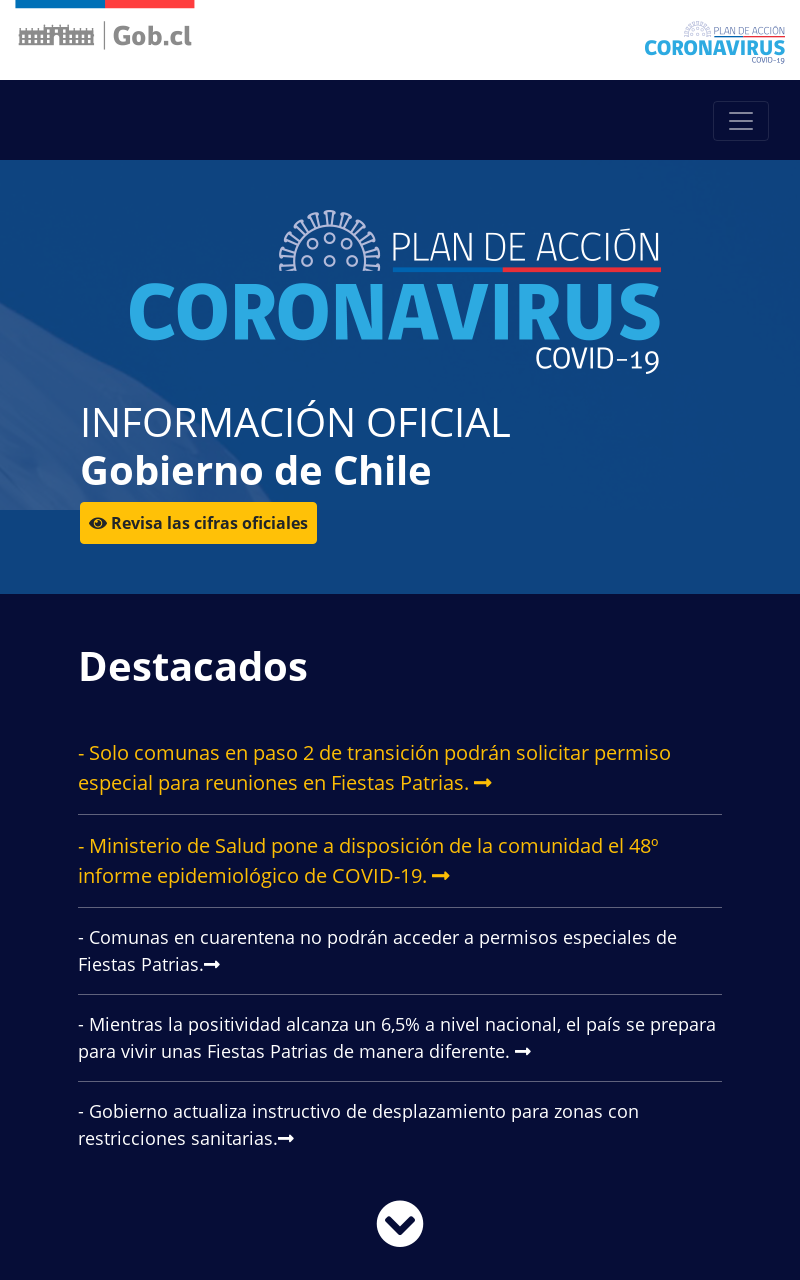 Gob.cl
PLAN DE ACCIÓN
CORONAVIRUS
COVID-19
PLAN DE ACCIÓN
CORONAVIRUS
COVID-19
INFORMACIÓN OFICIAL
Gobierno de Chile
Revisa las cifras oficiales
Destacados
- Solo comunas en paso 2 de transición podrán solicitar permiso
especial para reuniones en Fiestas Patrias.
- Ministerio de Salud pone a disposición de la comunidad el 48º
informe epidemiológico de COVID-19.
- Comunas en cuarentena no podrán acceder a permisos especiales de
Fiestas Patrias.
- Mientras la positividad alcanza un 6,5% a nivel nacional, el país se prepara
para vivir unas Fiestas Patrias de manera diferente.
- Gobierno actualiza instructivo de desplazamiento para zonas con
restricciones sanitarias.